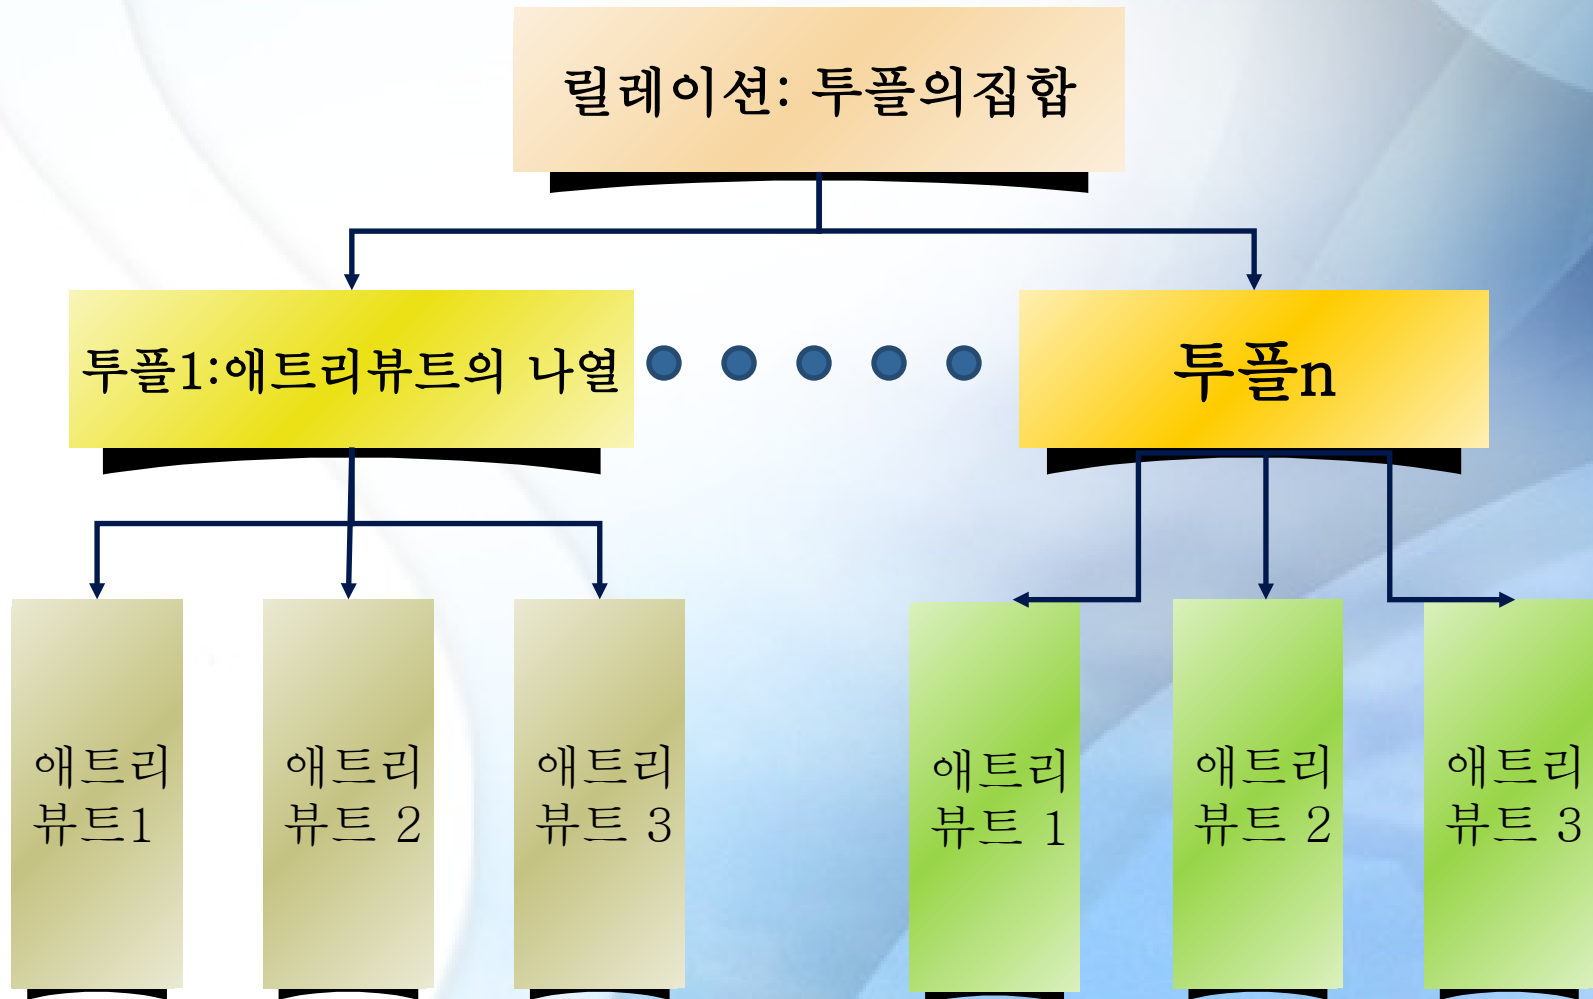 릴레이션: 투플의집합
투플1:애트리뷰트의 나열
투플n
애트리
뷰트1
애트리
뷰트 2
애트리
뷰트 3
애트리
뷰트 1
애트리
뷰트 2
애트리
뷰트 3